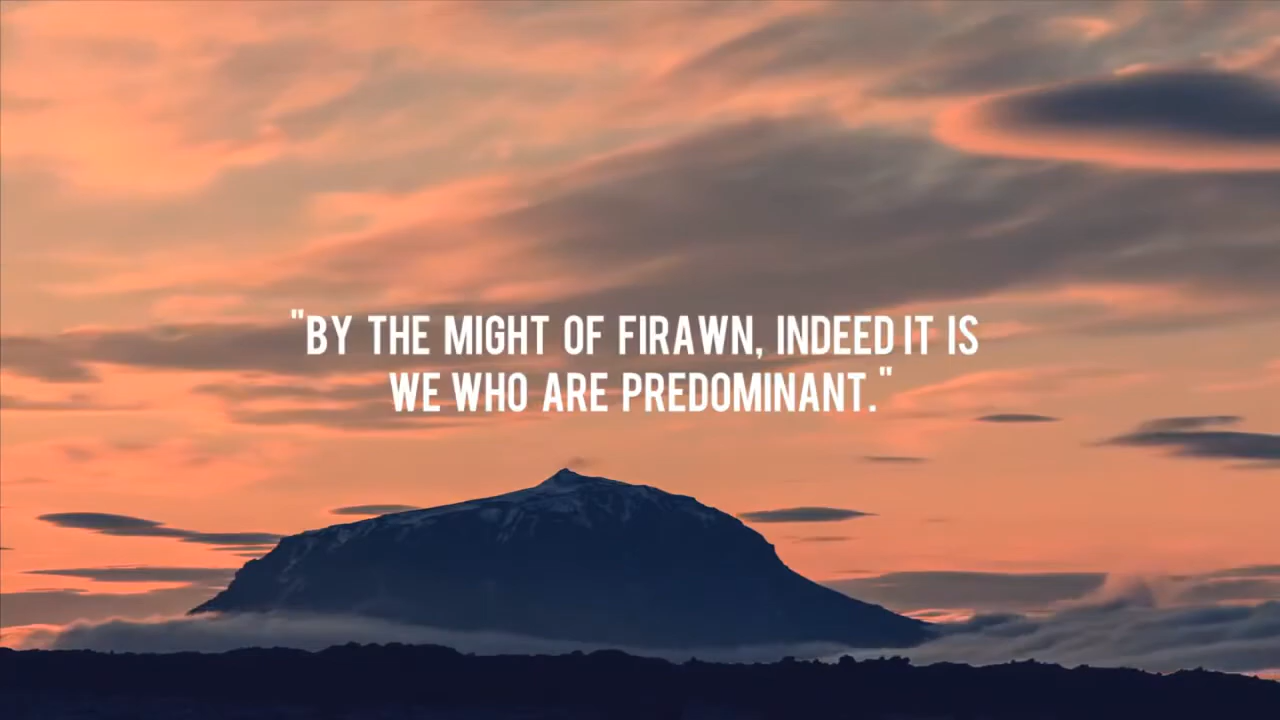 "BY THE MIGHT OF FIRAWN, INDEED IT IS
WE WHO ARE PREDOMINANT."